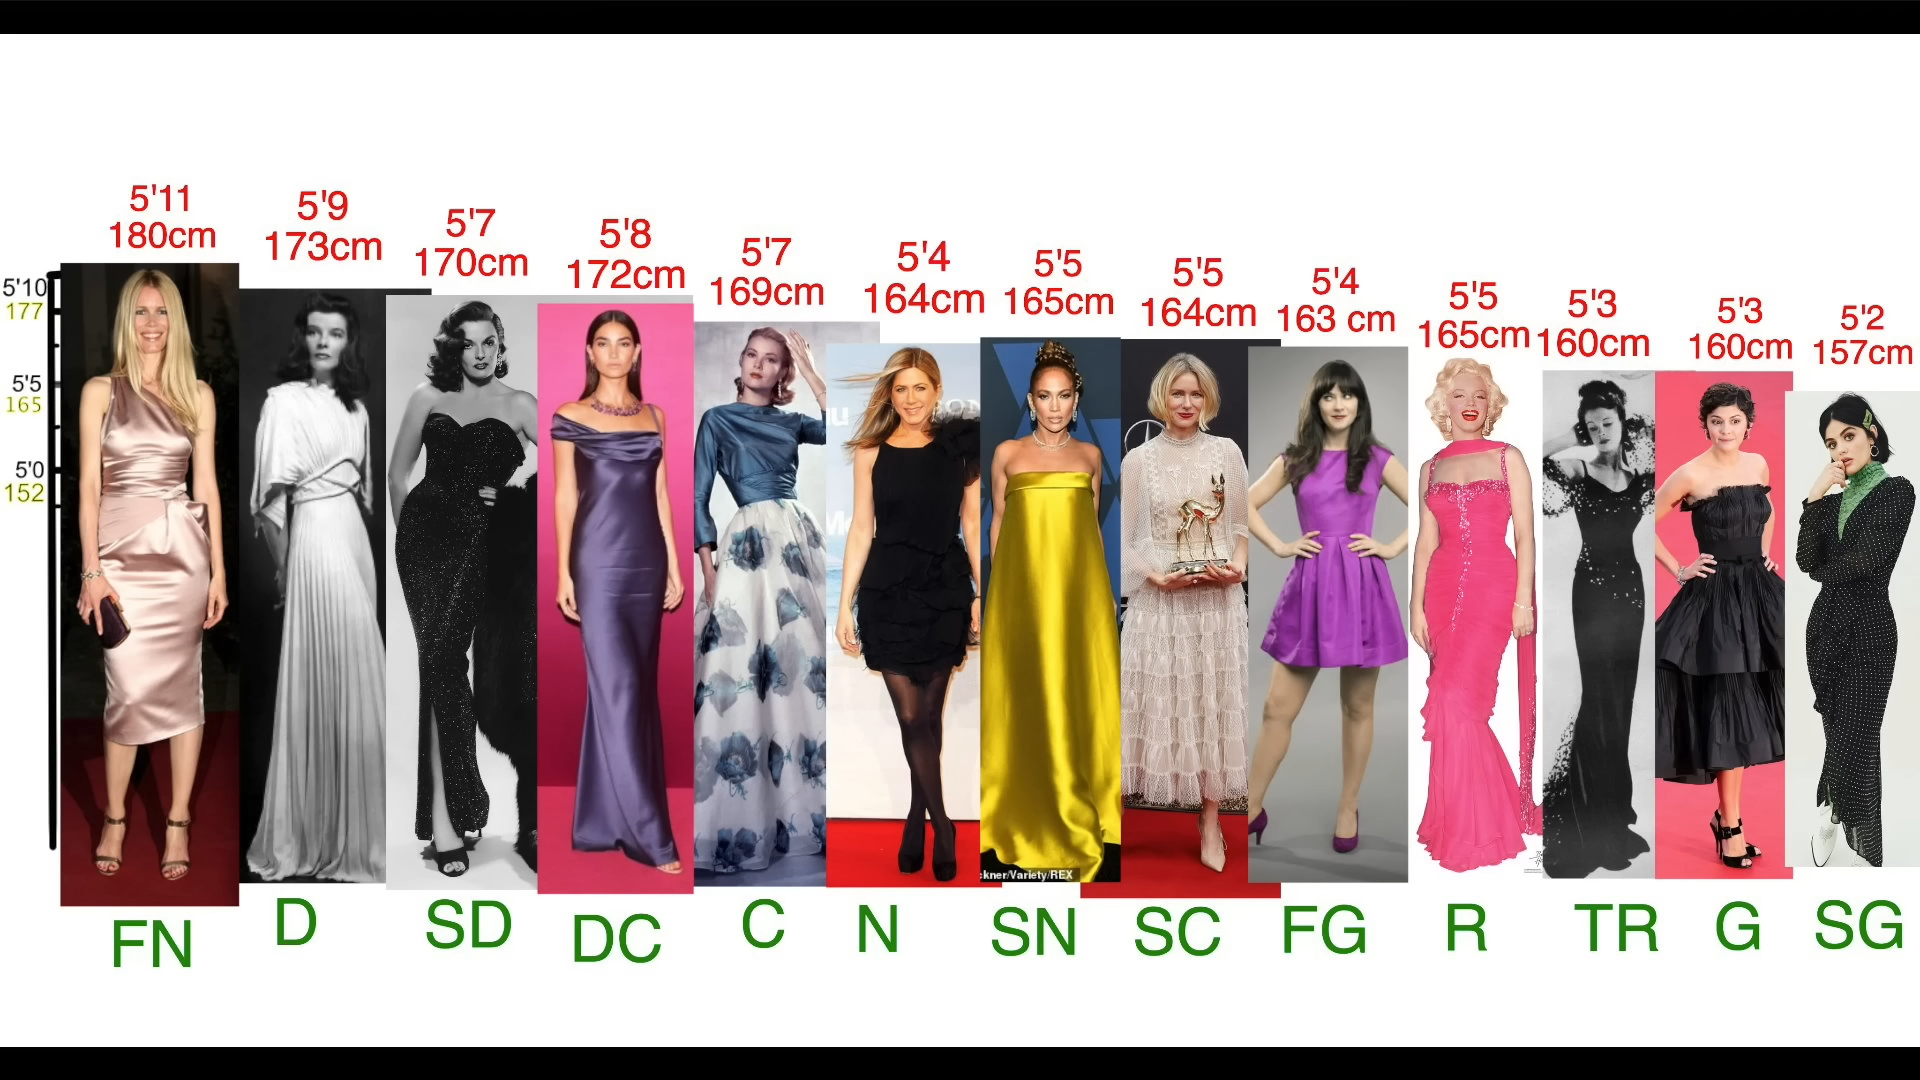 5'11
180cm
5'9
173cm
5'7
170cm
5'8
172cm
5'7
169cm
5'4
164cm
5'5
165cm
5'5
164cm
5'4
163 cm
5'5
165cm
5'3
160cm
5'3
160cm
5'2
157cm
5'10
177
5'5
165
5'0
152
ckner/Variety/REX
FN
D
SD
DC
C
N
SN
SC
FG
R
TR
G
SG